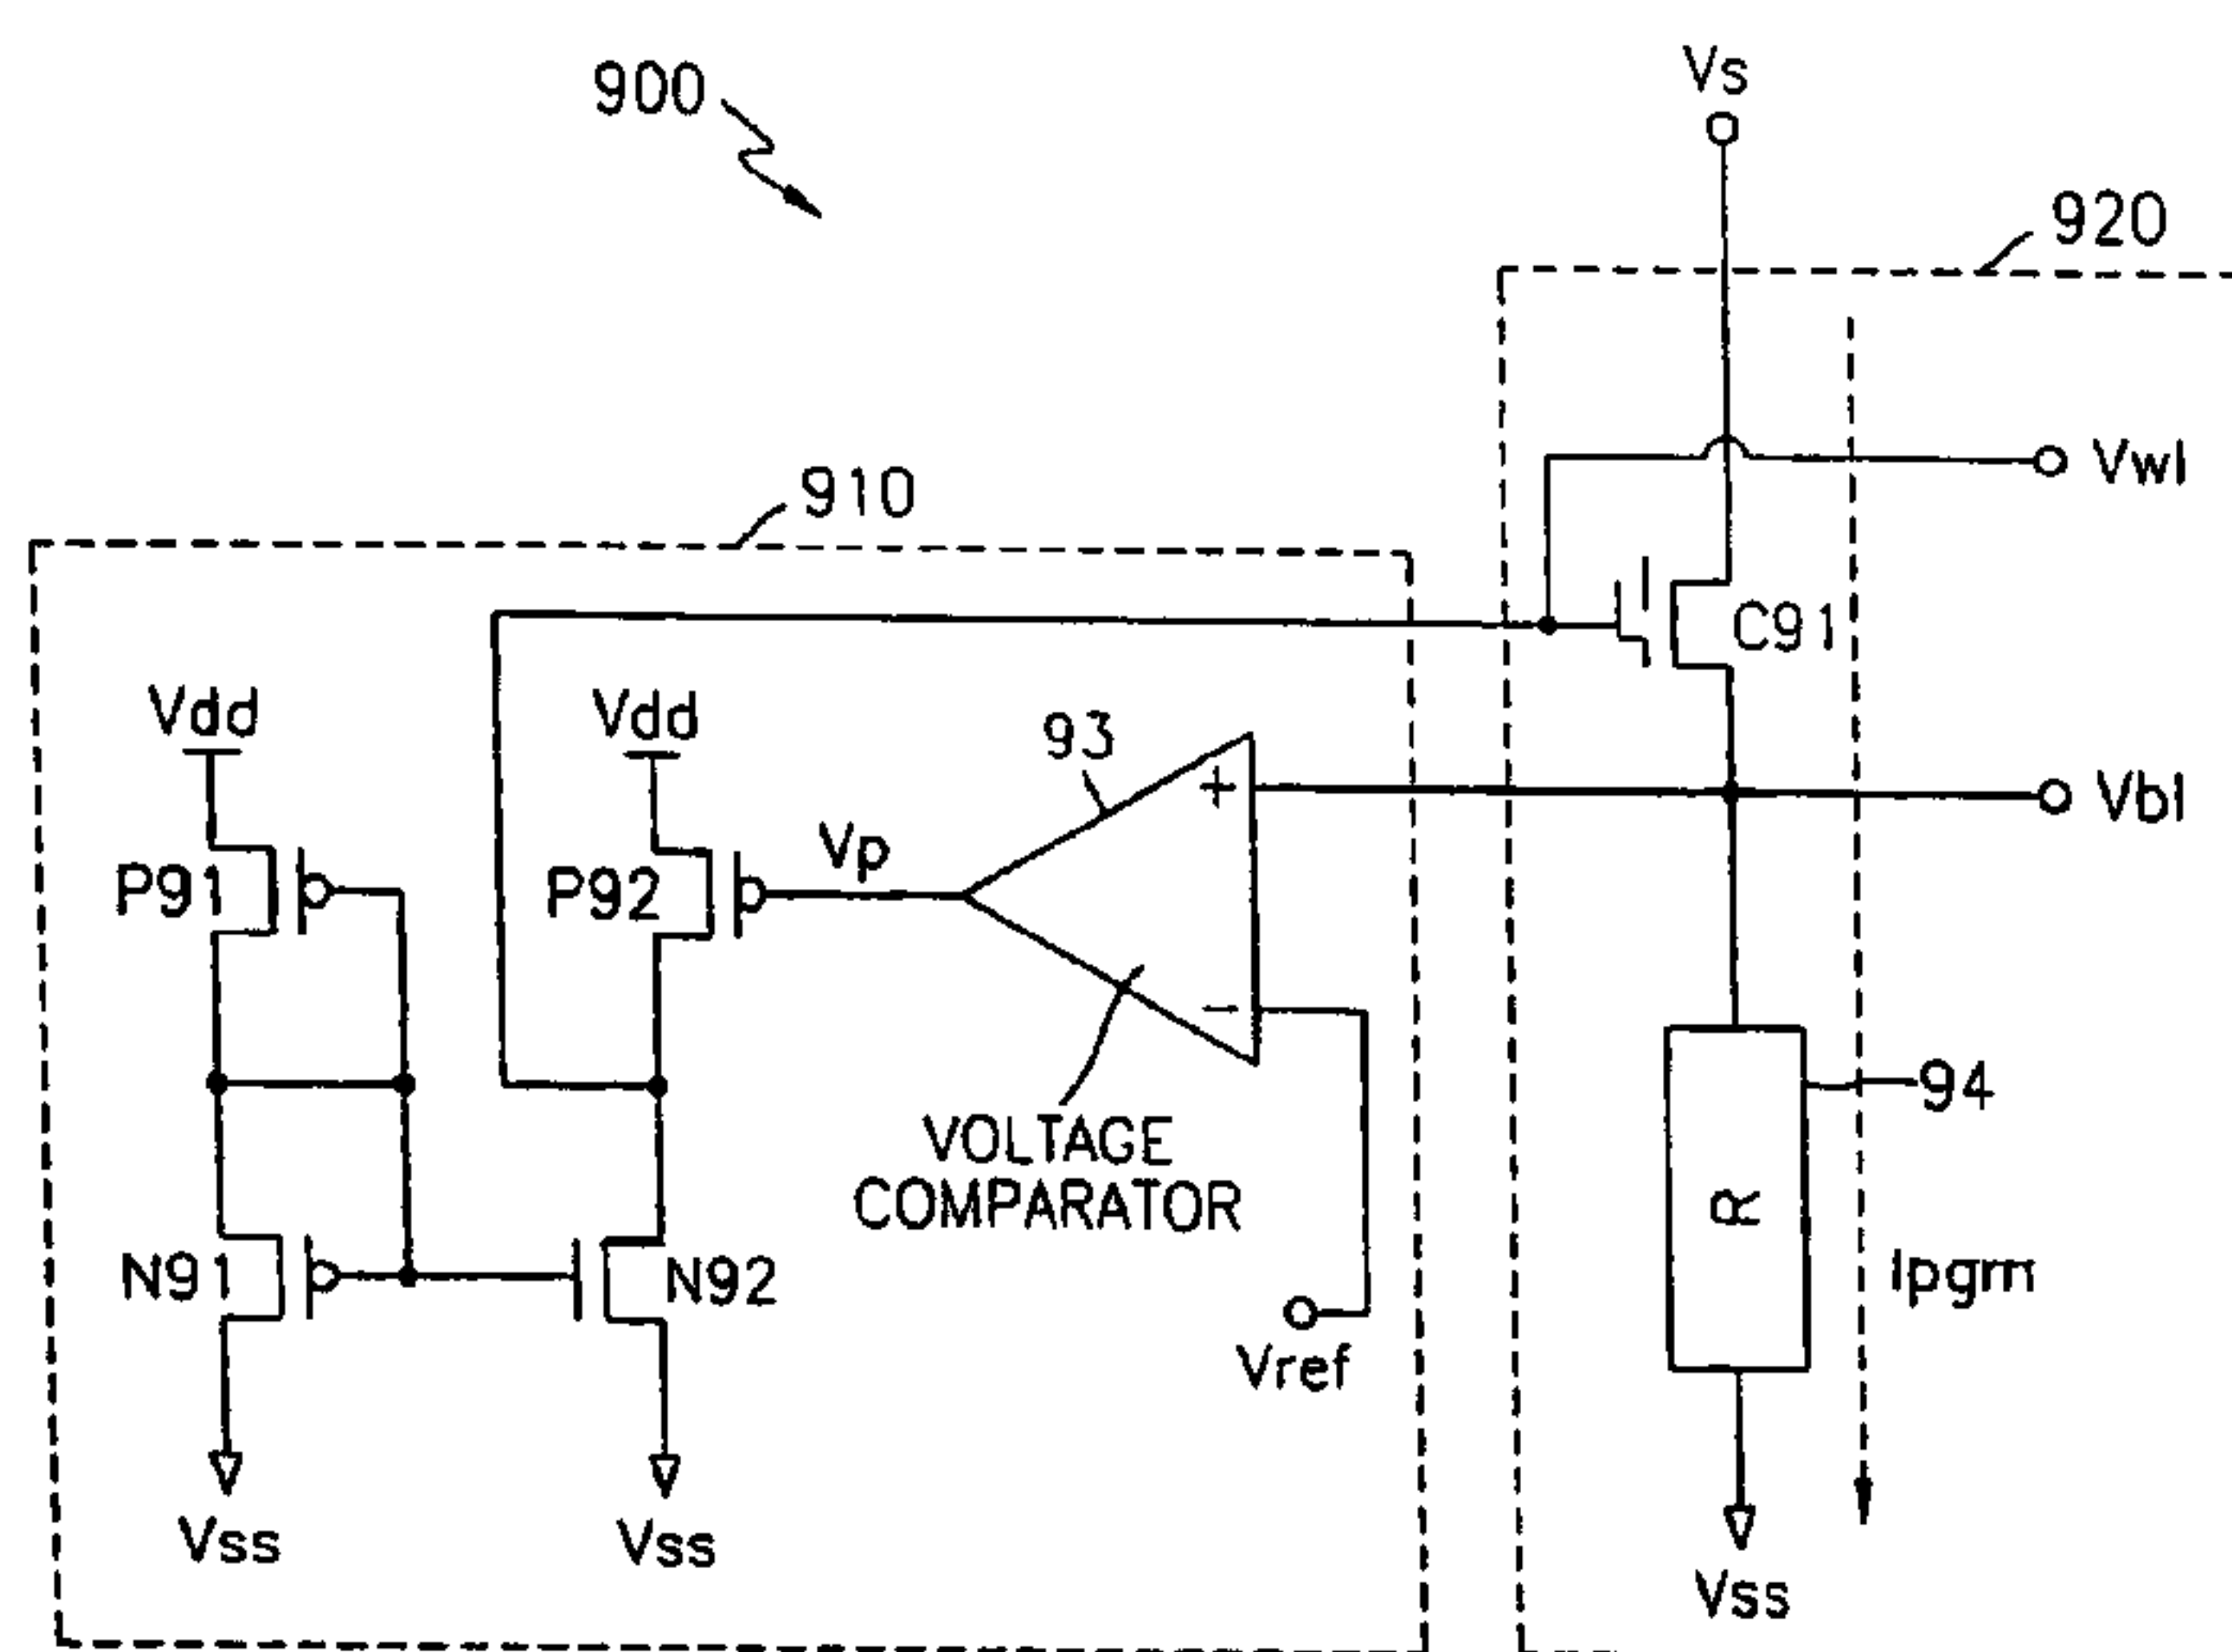 900
Vs
920
Vwl
910
C91
Vdd
Vdd
93
+
Vbl
Vp
P91
P92
−
94
VOLTAGE
COMPARATOR
R
N91
N92
Ipgm
Vref
Vss
Vss
Vss